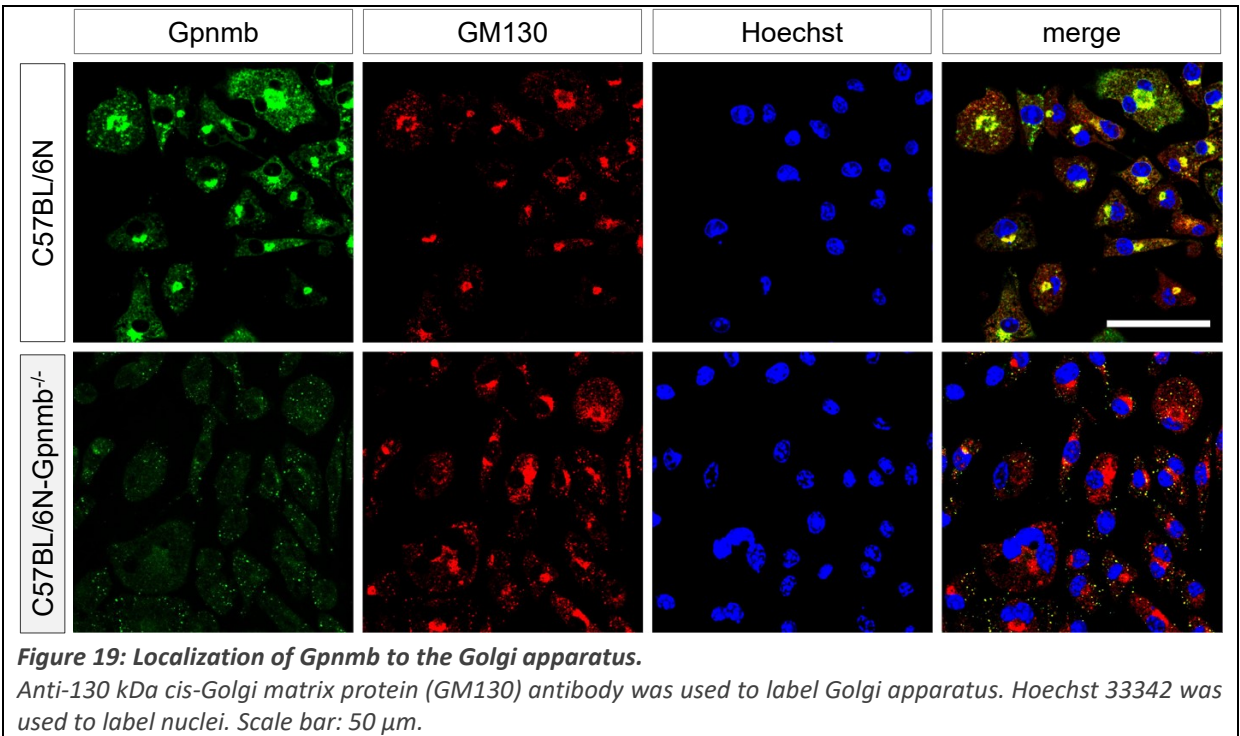 Gpnmb GM130 Hoechst merge
C57BL/6N
C57BL/6N-Gpnmb-/-
Figure 19: Localization of Gpnmb to the Golgi apparatus.
Anti-130 kDa cis-Golgi matrix protein (GM130) antibody was used to label Golgi apparatus. Hoechst 33342 was
used to label nuclei. Scale bar: 50 µm.